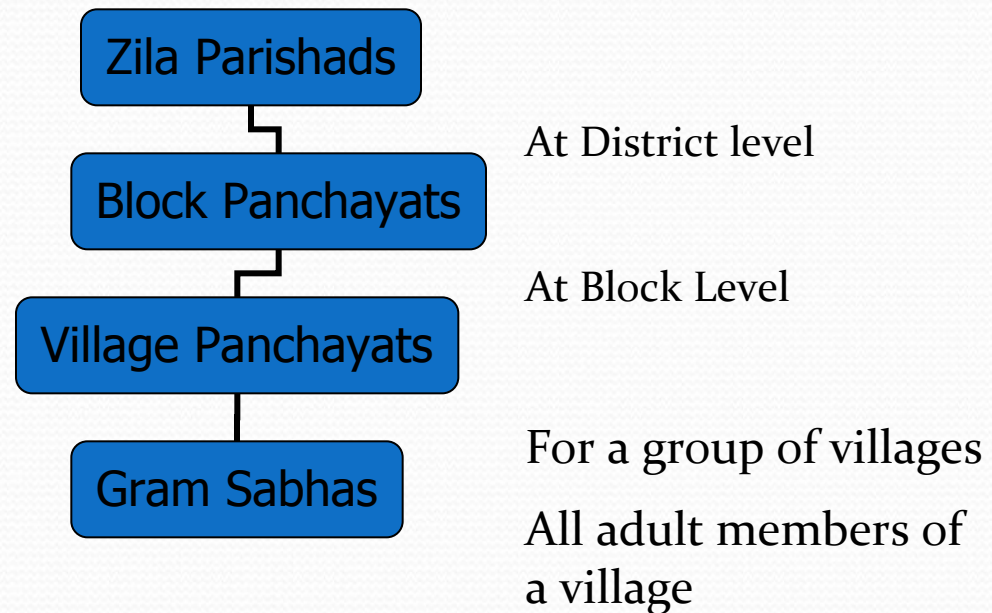 Zila Parishads
At District level
Block Panchayats
At Block Level
Village Panchayats
For a group of villages
Gram Sabhas
All adult members of
a village